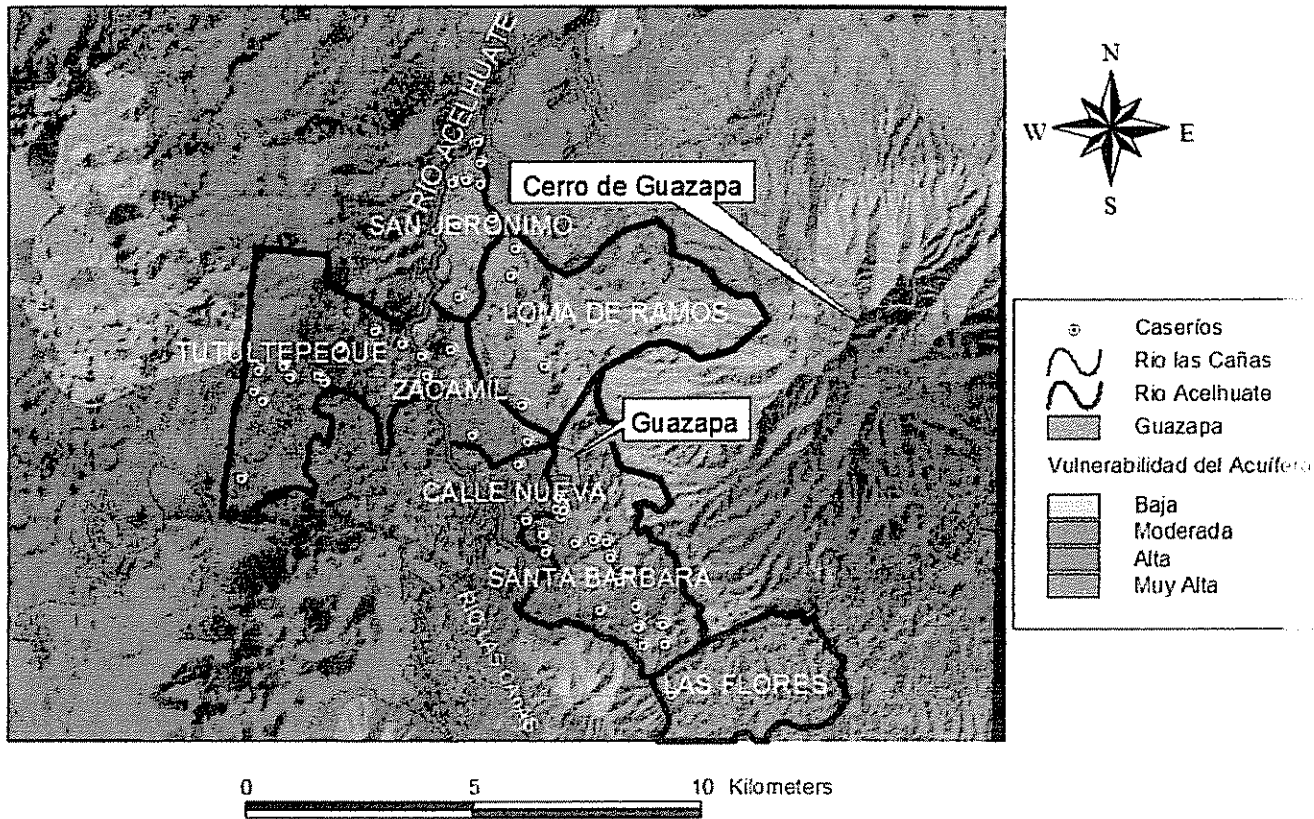 RIO ACELHUATE
N
W E
S
Cerro de Guazapa
SAN JERONIMO
LOMA DE RAMOS
TUTULTEPEQUE
ZACAMIL
Guazapa
CALLE NUEVA
SANTA BARBARA
RIO LAS CAÑAS
LAS FLORES
Caseríos
Rio las Cañas
Rio Acelhuate
Guazapa
Vulnerabilidad del Acuífero
Baja
Moderada
Alta
Muy Alta
0 5 10 Kilometers